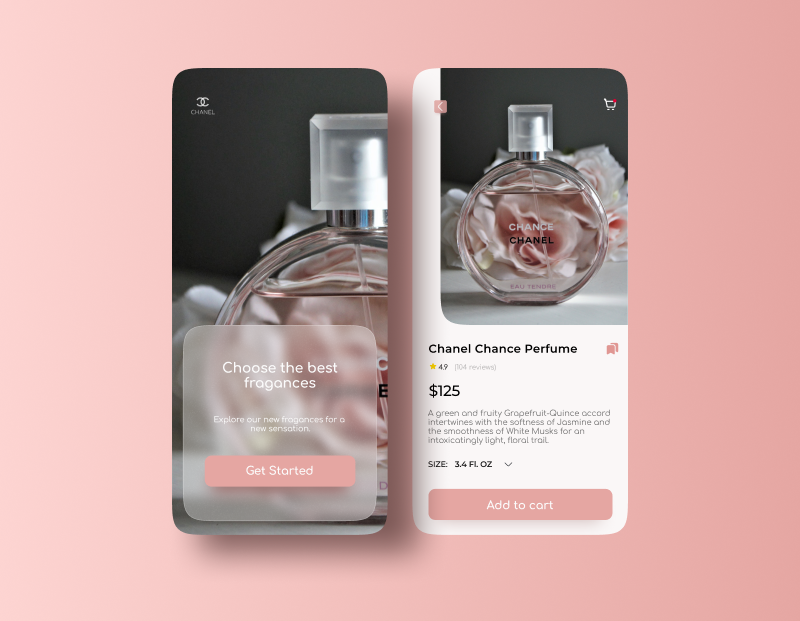 CHANEL
E
D
Choose the best
fragances
Explore our new fragances for a
new sensation.
Get Started
CHANCE
CHANEL
EAU TENDRE
Chanel Chance Perfume
4.9 (104 reviews)
$125
A green and fruity Grapefruit-Quince accord
intertwines with the softness of Jasmine and
the smoothness of White Musks for an
intoxicatingly light, floral trail.
SIZE: 3.4 Fl. OZ
Add to cart